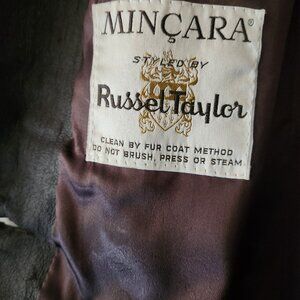 MINÇARA®
STYLED BY
Russel Taylor
CLEAN BY FUR COAT METHOD
DO NOT BRUSH, PRESS OR STEAM